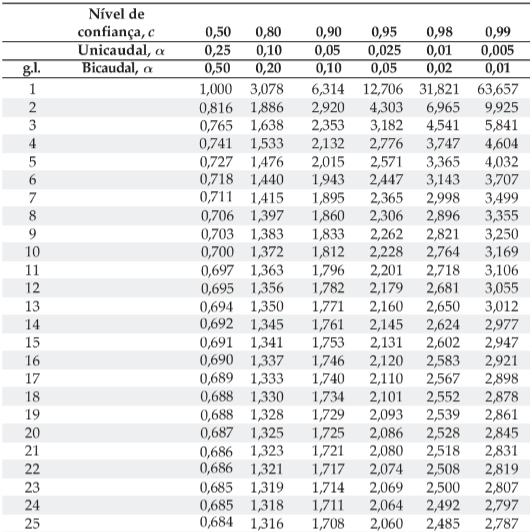 Nível de
confiança, c 0,50 0,80 0,90 0,95 0,98 0,99
Unicaudal, α 0,25 0,10 0,05 0,025 0,01 0,005
g.l. Bicaudal, α 0,50 0,20 0,10 0,05 0,02 0,01
1 1,000 3,078 6,314 12,706 31,821 63,657
2 0,816 1,886 2,920 4,303 6,965 9,925
3 0,765 1,638 2,353 3,182 4,541 5,841
4 0,741 1,533 2,132 2,776 3,747 4,604
5 0,727 1,476 2,015 2,571 3,365 4,032
6 0,718 1,440 1,943 2,447 3,143 3,707
7 0,711 1,415 1,895 2,365 2,998 3,499
8 0,706 1,397 1,860 2,306 2,896 3,355
9 0,703 1,383 1,833 2,262 2,821 3,250
10 0,700 1,372 1,812 2,228 2,764 3,169
11 0,697 1,363 1,796 2,201 2,718 3,106
12 0,695 1,356 1,782 2,179 2,681 3,055
13 0,694 1,350 1,771 2,160 2,650 3,012
14 0,692 1,345 1,761 2,145 2,624 2,977
15 0,691 1,341 1,753 2,131 2,602 2,947
16 0,690 1,337 1,746 2,120 2,583 2,921
17 0,689 1,333 1,740 2,110 2,567 2,898
18 0,688 1,330 1,734 2,101 2,552 2,878
19 0,688 1,328 1,729 2,093 2,539 2,861
20 0,687 1,325 1,725 2,086 2,528 2,845
21 0,686 1,323 1,721 2,080 2,518 2,831
22 0,686 1,321 1,717 2,074 2,508 2,819
23 0,685 1,319 1,714 2,069 2,500 2,807
24 0,685 1,318 1,711 2,064 2,492 2,797
25 0,684 1,316 1,708 2,060 2,485 2,787